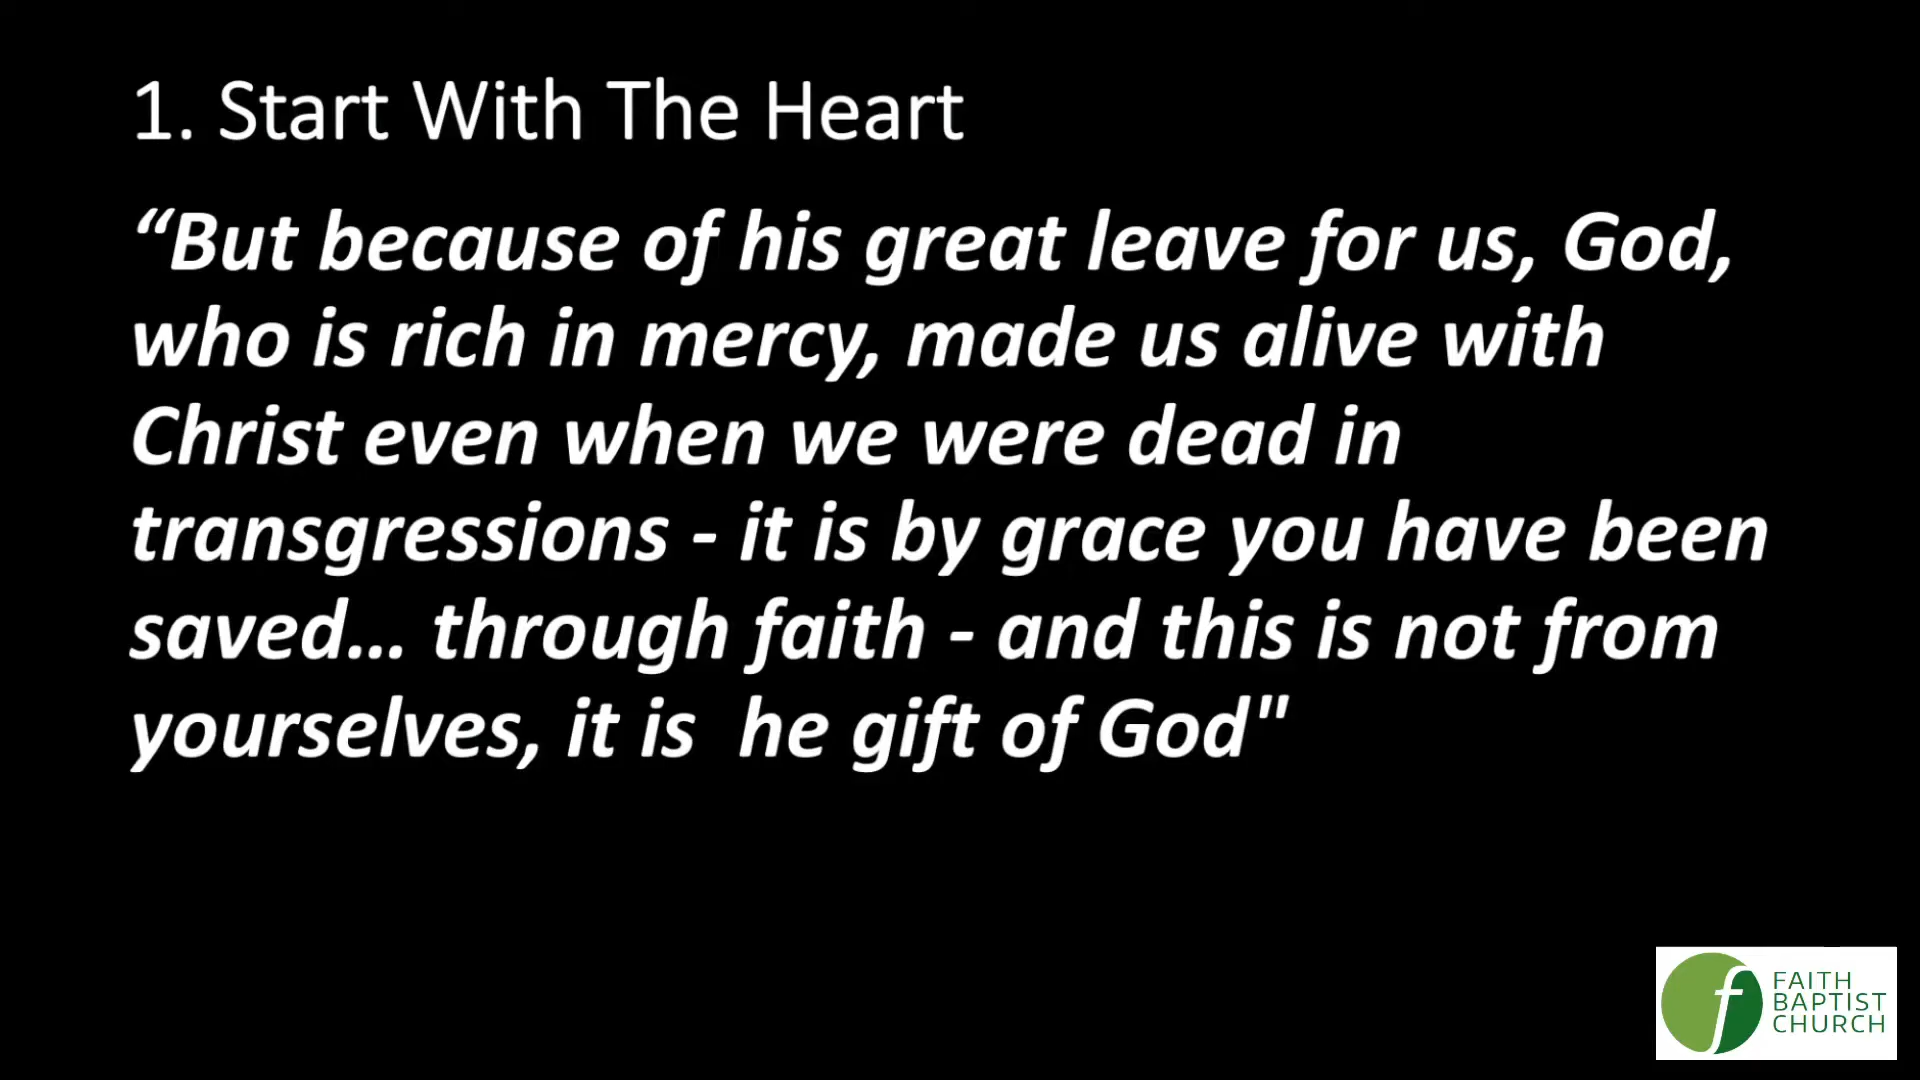 1. Start With The Heart
“But because of his great leave for us, God,
who is rich in mercy, made us alive with
Christ even when we were dead in
transgressions - it is by grace you have been
saved... through faith - and this is not from
yourselves, it is  he gift of God"
f
FAITH
BAPTIST
CHURCH